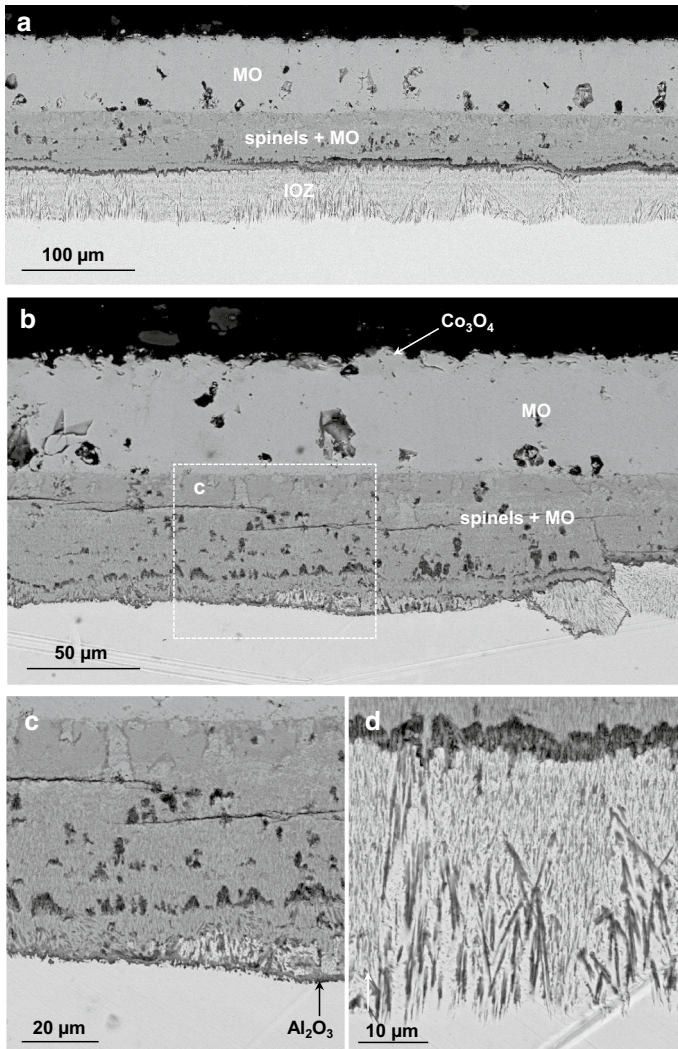 a
MO
spinels + MO
IOZ
100 µm
b
Co₃O₄
MO
c
spinels + MO
50 µm
c
d
20 µm
Al₂O₃
10 µm